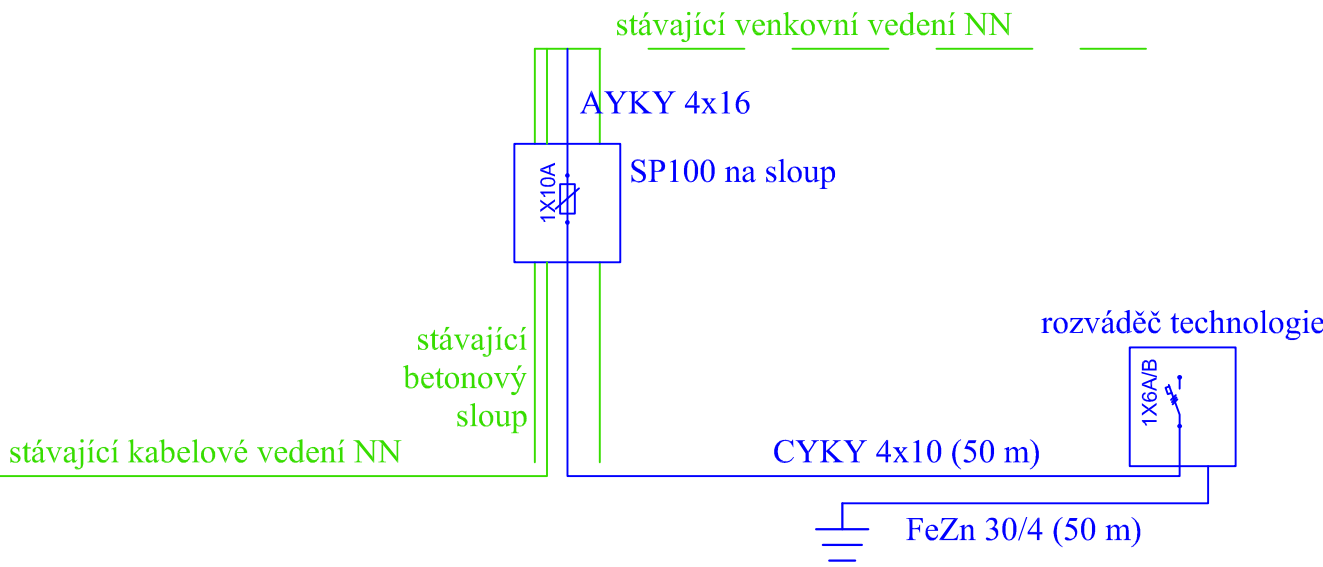 stávající venkovní vedení NN
AYKY 4x16
1X10A
SP100 na sloup
stávající
betonový
sloup
stávající kabelové vedení NN
rozváděč technologie
1X6A/B
CYKY 4x10 (50 m)
FeZn 30/4 (50 m)